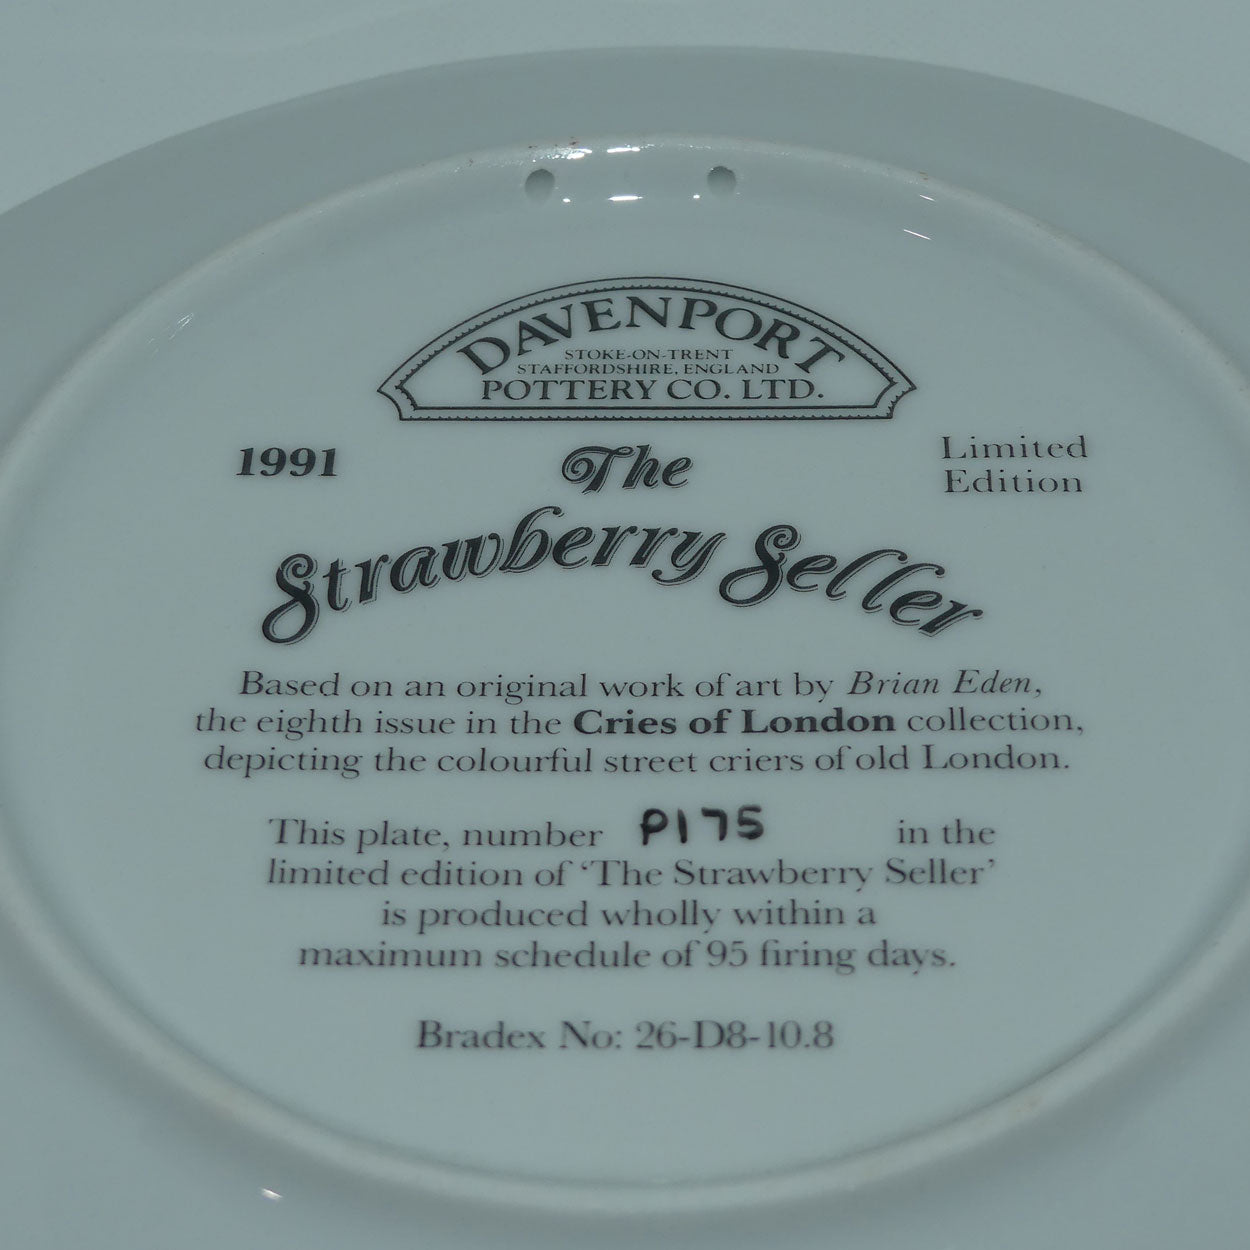 DAVENPORT
STOKE-ON-TRENT
STAFFORDSHIRE, ENGLAND
POTTERY CO. LTD.
1991
The
Limited
Edition
Strawberry Seller
Based on an original work of art by Brian Eden,
the eighth issue in the Cries of London collection,
depicting the colourful street criers of old London.
This plate, number P175 in the
limited edition of ‘The Strawberry Seller’
is produced wholly within a
maximum schedule of 95 firing days.
Bradex No: 26-D8-10.8